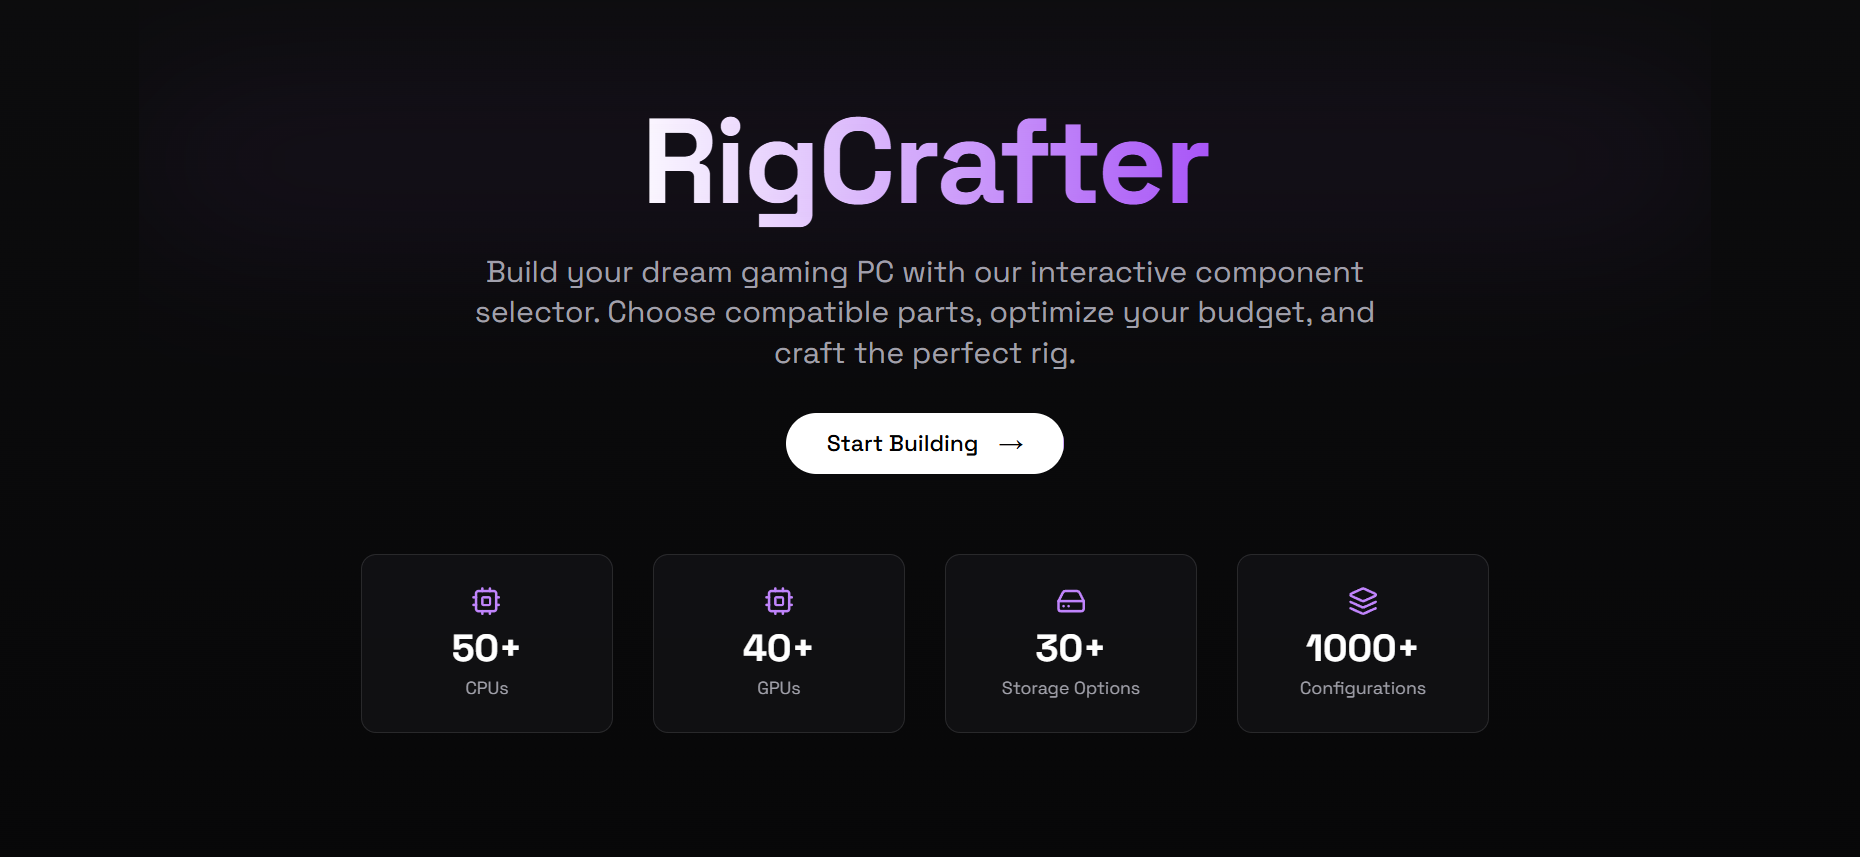 RigCrafter
Build your dream gaming PC with our interactive component
selector. Choose compatible parts, optimize your budget, and
craft the perfect rig.
Start Building →
50+
CPUs
40+
GPUs
30+
Storage Options
1000+
Configurations